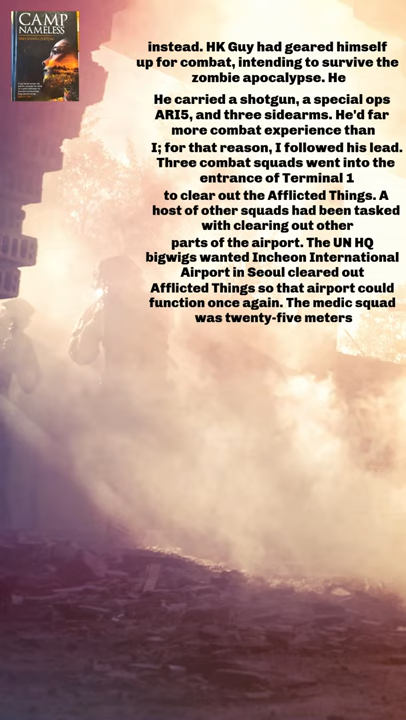 CAMP
NAMELESS
instead. HK Guy had geared himself
up for combat, intending to survive the
zombie apocalypse. He
He carried a shotgun, a special ops
ARI5, and three sidearms. He'd far
more combat experience than
I; for that reason, I followed his lead.
Three combat squads went into the
entrance of Terminal 1
to clear out the Afflicted Things. A
host of other squads had been tasked
with clearing out other
parts of the airport. The UN HQ
bigwigs wanted Incheon International
Airport in Seoul cleared out
Afflicted Things so that airport could
function once again. The medic squad
was twenty-five meters